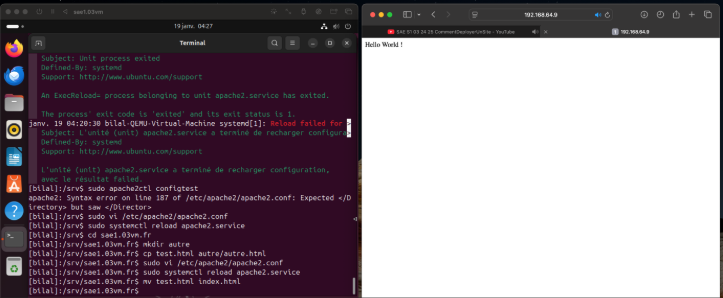 sae1.03vm
19 janv. 04:27
Terminal
Subject: Unit process exited
Defined-By: systemd
Support: http://www.ubuntu.com/support
An ExecReload= process belonging to unit apache2.service has exited.
The process' exit code is 'exited' and its exit status is 1.
janv. 19 04:20:30 bilal-QEMU-Virtual-Machine systemd[1]: Reload failed for
Subject: L'unité (unit) apache2.service a terminé de recharger configura>
Defined-By: systemd
Support: http://www.ubuntu.com/support
L'unité (unit) apache2.service a terminé de recharger configuration,
avec le résultat failed.
[bilal]:/srv$ sudo apache2ctl configtest
apache2: Syntax error on line 187 of /etc/apache2/apache2.conf: Expected </D
irectory> but saw </Director>
[bilal]:/srv$ sudo vi /etc/apache2/apache2.conf
[bilal]:/srv$ sudo systemctl reload apache2.service
[bilal]:/srv$ cd sae1.03vm.fr
[bilal]:/srv/sae1.03vm.fr$ mkdir autre
[bilal]:/srv/sae1.03vm.fr$ cp test.html autre/autre.html
[bilal]:/srv/sae1.03vm.fr$ sudo vi /etc/apache2/apache2.conf
[bilal]:/srv/sae1.03vm.fr$ sudo systemctl reload apache2.service
[bilal]:/srv/sae1.03vm.fr$ mv test.html index.html
[bilal]:/srv/sae1.03vm.fr$
192.168.64.9
SAE S1 03 24 25 CommentDeployerUnSite - YouTube
192.168.64.9
Hello World !